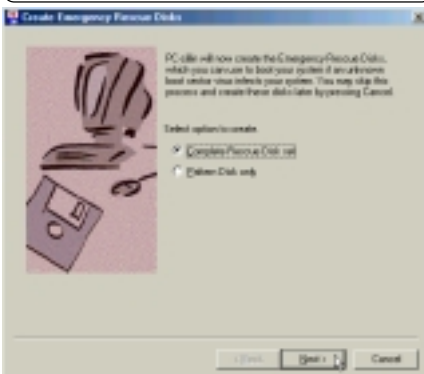 Create Emergency Rescue Disks
PC-cillin will now create the Emergency Rescue Disks,
which you can use to boot your system if an unknown
boot sector virus infects your system. You may skip this
process and create these disks later by pressing Cancel.
Select option to create.
Complete Rescue Disk set
Pattern Disk only
< Back
Next >
Cancel